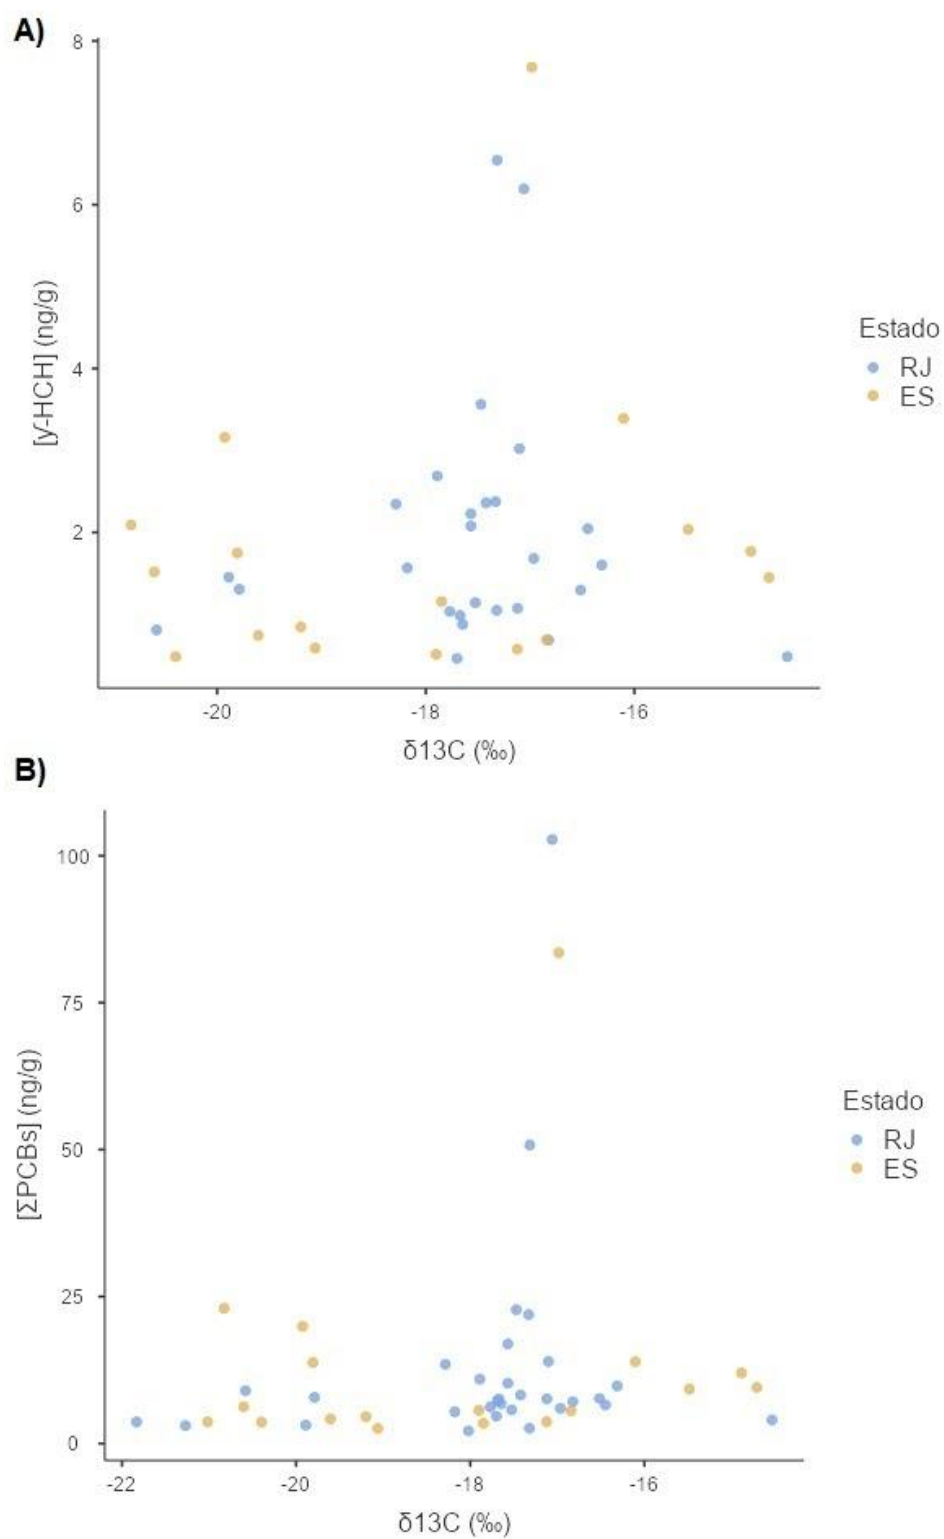 A)
8
6
4
2
[γ-HCH] (ng/g)
-20 -18 -16
δ13C (‰)
Estado
RJ
ES
B)
100
75
50
25
0
[ΣPCBs] (ng/g)
-22 -20 -18 -16
δ13C (‰)
Estado
RJ
ES